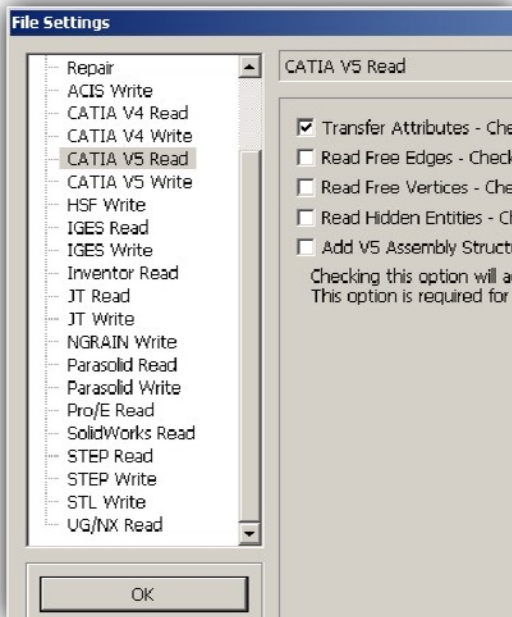 File Settings
Repair
ACIS Write
CATIA V4 Read
CATIA V4 Write
CATIA V5 Read
CATIA V5 Write
HSF Write
IGES Read
IGES Write
Inventor Read
JT Read
JT Write
NGRAIN Write
Parasolid Read
Parasolid Write
Pro/E Read
SolidWorks Read
STEP Read
STEP Write
STL Write
UG/NX Read
OK
CATIA V5 Read
Transfer Attributes - Che
Read Free Edges - Check
Read Free Vertices - Che
Read Hidden Entities - Ch
Add V5 Assembly Struct
Checking this option will a
This option is required for